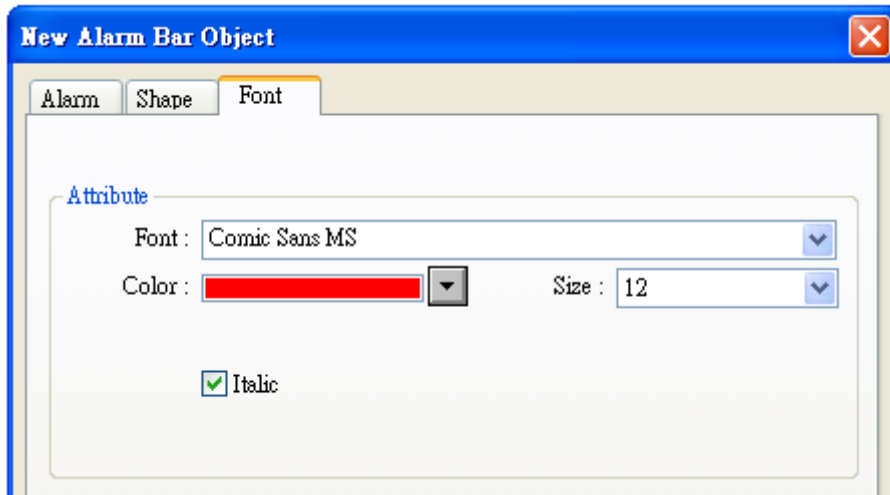 New Alarm Bar Object
Alarm Shape Font
Attribute
Font : Comic Sans MS
Color : Size : 12
Italic